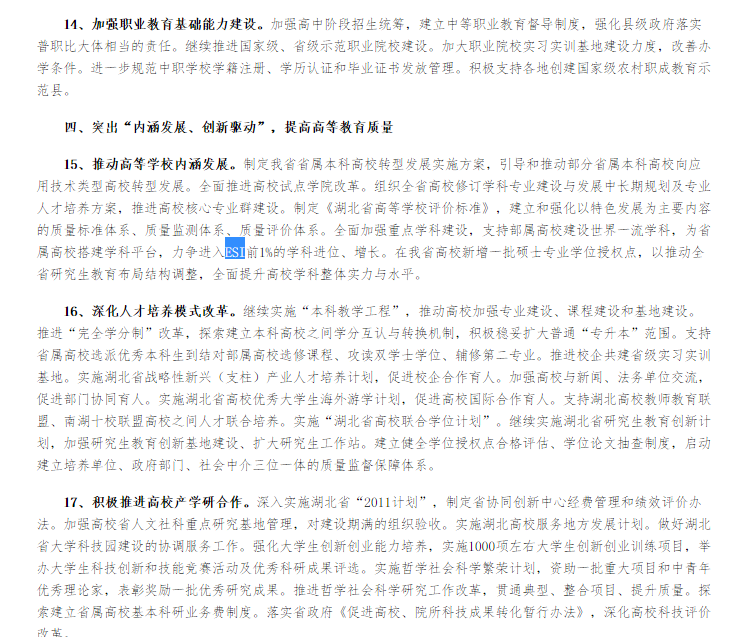 14、加强职业教育基础能力建设。加强高中阶段招生统筹，建立中等职业教育督导制度，强化县级政府落实
普职比大体相当的责任。继续推进国家级、省级示范职业院校建设。加大职业院校实习实训基地建设力度，改善办
学条件。进一步规范中职学校学籍注册、学历认证和毕业证书发放管理。积极支持各地创建国家级农村职成教育示
范县。
四、突出“内涵发展、创新驱动”，提高高等教育质量
15、推动高等学校内涵发展。制定我省省属本科高校转型发展实施方案，引导和推动部分省属本科高校向应
用技术类型高校转型发展。全面推进高校试点学院改革。组织全省高校修订学科专业建设与发展中长期规划及专业
人才培养方案，推进高校核心专业群建设。制定《湖北省高等学校评价标准》，建立和强化以特色发展为主要内容
的质量标准体系、质量监测体系、质量评价体系。全面加强重点学科建设，支持部属高校建设世界一流学科，为省
属高校搭建学科平台，力争进入ESI前1%的学科进位、增长。在我省高校新增一批硕士专业学位授权点，以推动全
省研究生教育布局结构调整，全面提升高校学科整体实力与水平。
16、深化人才培养模式改革。继续实施“本科教学工程”，推动高校加强专业建设、课程建设和基地建设。
推进“完全学分制”改革，探索建立本科高校之间学分互认与转换机制，积极稳妥扩大普通“专升本”范围。支持
省属高校选派优秀本科生到结对部属高校选修课程、攻读双学士学位、辅修第二专业。推进校企共建省级实习实训
基地。实施湖北省战略性新兴（支柱）产业人才培养计划，促进校企合作育人。加强高校与新闻、法务单位交流，
促进部门协同育人。实施湖北省高校优秀大学生海外游学计划，促进高校国际合作育人。支持湖北高校教师教育联
盟、南湖十校联盟高校之间人才联合培养。实施“湖北省高校联合学位计划”。继续实施湖北省研究生教育创新计
划，加强研究生教育创新基地建设、扩大研究生工作站。建立健全学位授权点合格评估、学位论文抽查制度，启动
建立培养单位、政府部门、社会中介三位一体的质量监督保障体系。
17、积极推进高校产学研合作。深入实施湖北省“2011计划”，制定省协同创新中心经费管理和绩效评价办
法。加强高校省人文社科重点研究基地管理，对建设期满的组织验收。实施湖北高校服务地方发展计划。做好湖北
省大学科技园建设的协调服务工作。强化大学生创新创业能力培养，实施1000项左右大学生创新创业训练项目，举
办大学生科技创新和技能竞赛活动及优秀科研成果评选。实施哲学社会科学繁荣计划，资助一批重大项目和中青年
优秀理论家，表彰奖励一批优秀研究成果。推进哲学社会科学研究工作改革，贯通典型、整合项目、提升质量。探
索建立省属高校基本科研业务费制度。落实省政府《促进高校、院所科技成果转化暂行办法》，深化高校科技评价
改革。